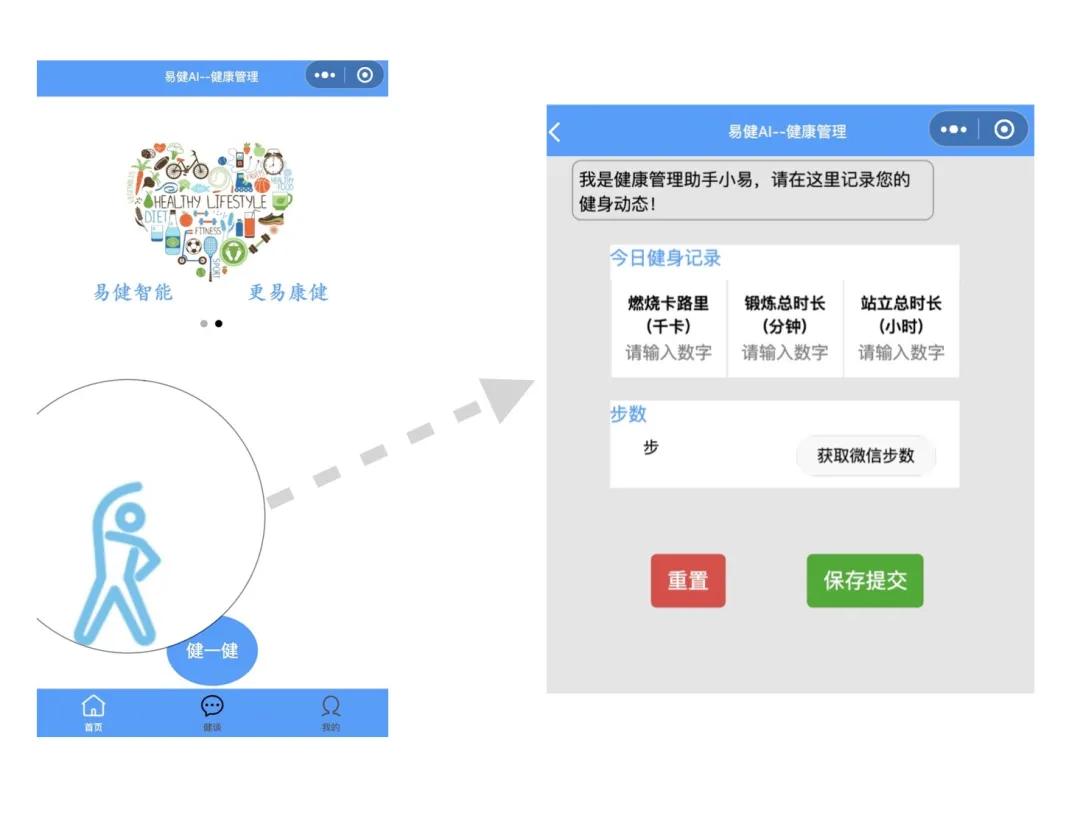 易健AI--健康管理
VEGETABLES
HEALTHY FOOD
HEALTHY LIFESTYLE
DIET
FITNESS
SPORT
易健智能
更易康健
健一健
首页
健谈
我的
易健AI--健康管理
我是健康管理助手小易，请在这里记录您的
健身动态！
今日健身记录
燃烧卡路里
（千卡）
请输入数字
锻炼总时长
（分钟）
请输入数字
站立总时长
（小时）
请输入数字
步数
步
获取微信步数
重置
保存提交